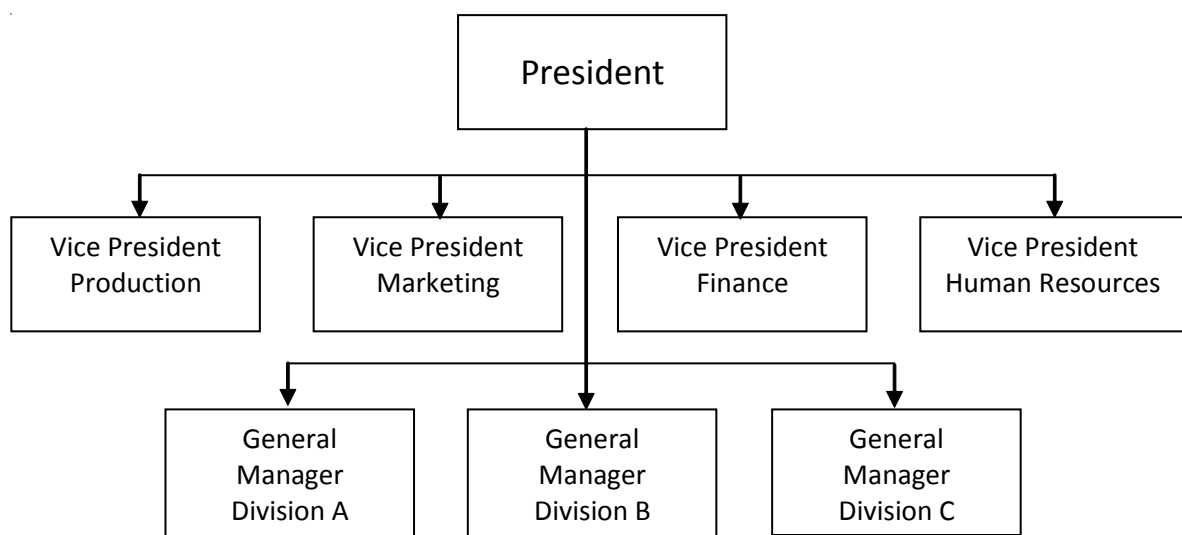 President
Vice President
Production
Vice President
Marketing
Vice President
Finance
Vice President
Human Resources
General
Manager
Division A
General
Manager
Division B
General
Manager
Division C